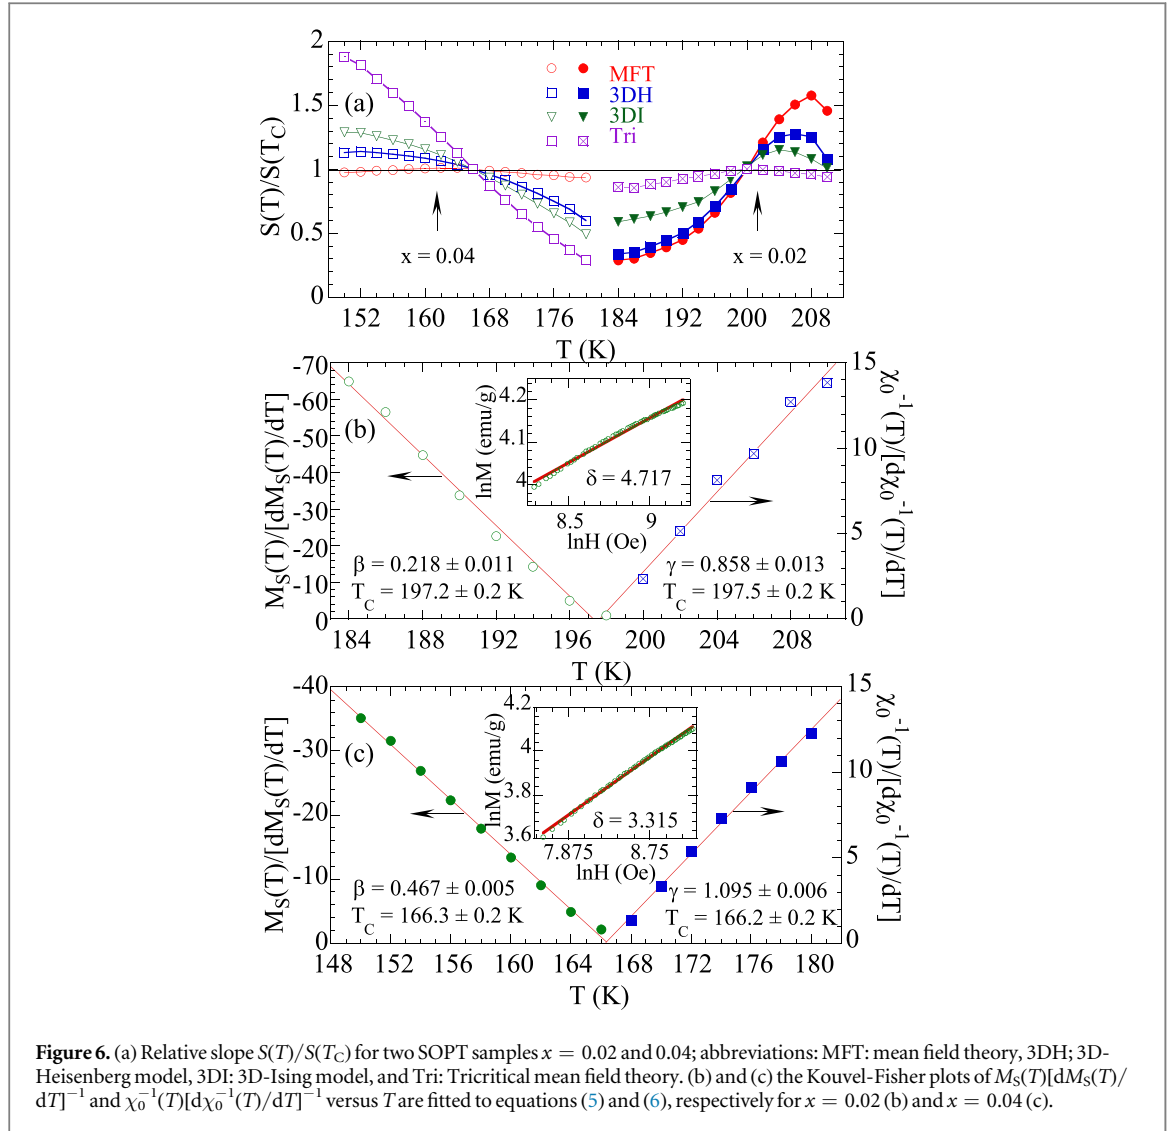 2
1.5
1
0.5
0
S(T)/S(T_C)
(a)
MFT
3DH
3DI
Tri
x = 0.04
x = 0.02
152 160 168 176 184 192 200 208
T (K)
-70
-60
-50
-40
-30
-20
-10
0
M_S(T)/[dM_S(T)/dT]
(b)
lnM (emu/g)
4.2
4.1
4
δ = 4.717
8.5 9
lnH (Oe)
β = 0.218 ± 0.011
T_C = 197.2 ± 0.2 K
γ = 0.858 ± 0.013
T_C = 197.5 ± 0.2 K
15
10
5
0
χ₀⁻¹(T)/[dχ₀⁻¹(T)/dT]
184 188 192 196 200 204 208
T (K)
-40
-30
-20
-10
0
M_S(T)/[dM_S(T)/dT]
(c)
lnM (emu/g)
4.2
4
3.8
3.6
δ = 3.315
7.875 8.75
lnH (Oe)
β = 0.467 ± 0.005
T_C = 166.3 ± 0.2 K
γ = 1.095 ± 0.006
T_C = 166.2 ± 0.2 K
15
10
5
0
χ₀⁻¹(T)/[dχ₀⁻¹(T)/dT]
148 152 156 160 164 168 172 176 180
T (K)
Figure 6. (a) Relative slope S(T)/S(T_C) for two SOPT samples x = 0.02 and 0.04; abbreviations: MFT: mean field theory, 3DH; 3D-
Heisenberg model, 3DI: 3D-Ising model, and Tri: Tricritical mean field theory. (b) and (c) the Kouvel-Fisher plots of M_S(T)[dM_S(T)/
dT]⁻¹ and χ₀⁻¹(T)[dχ₀⁻¹(T)/dT]⁻¹ versus T are fitted to equations (5) and (6), respectively for x = 0.02 (b) and x = 0.04 (c).